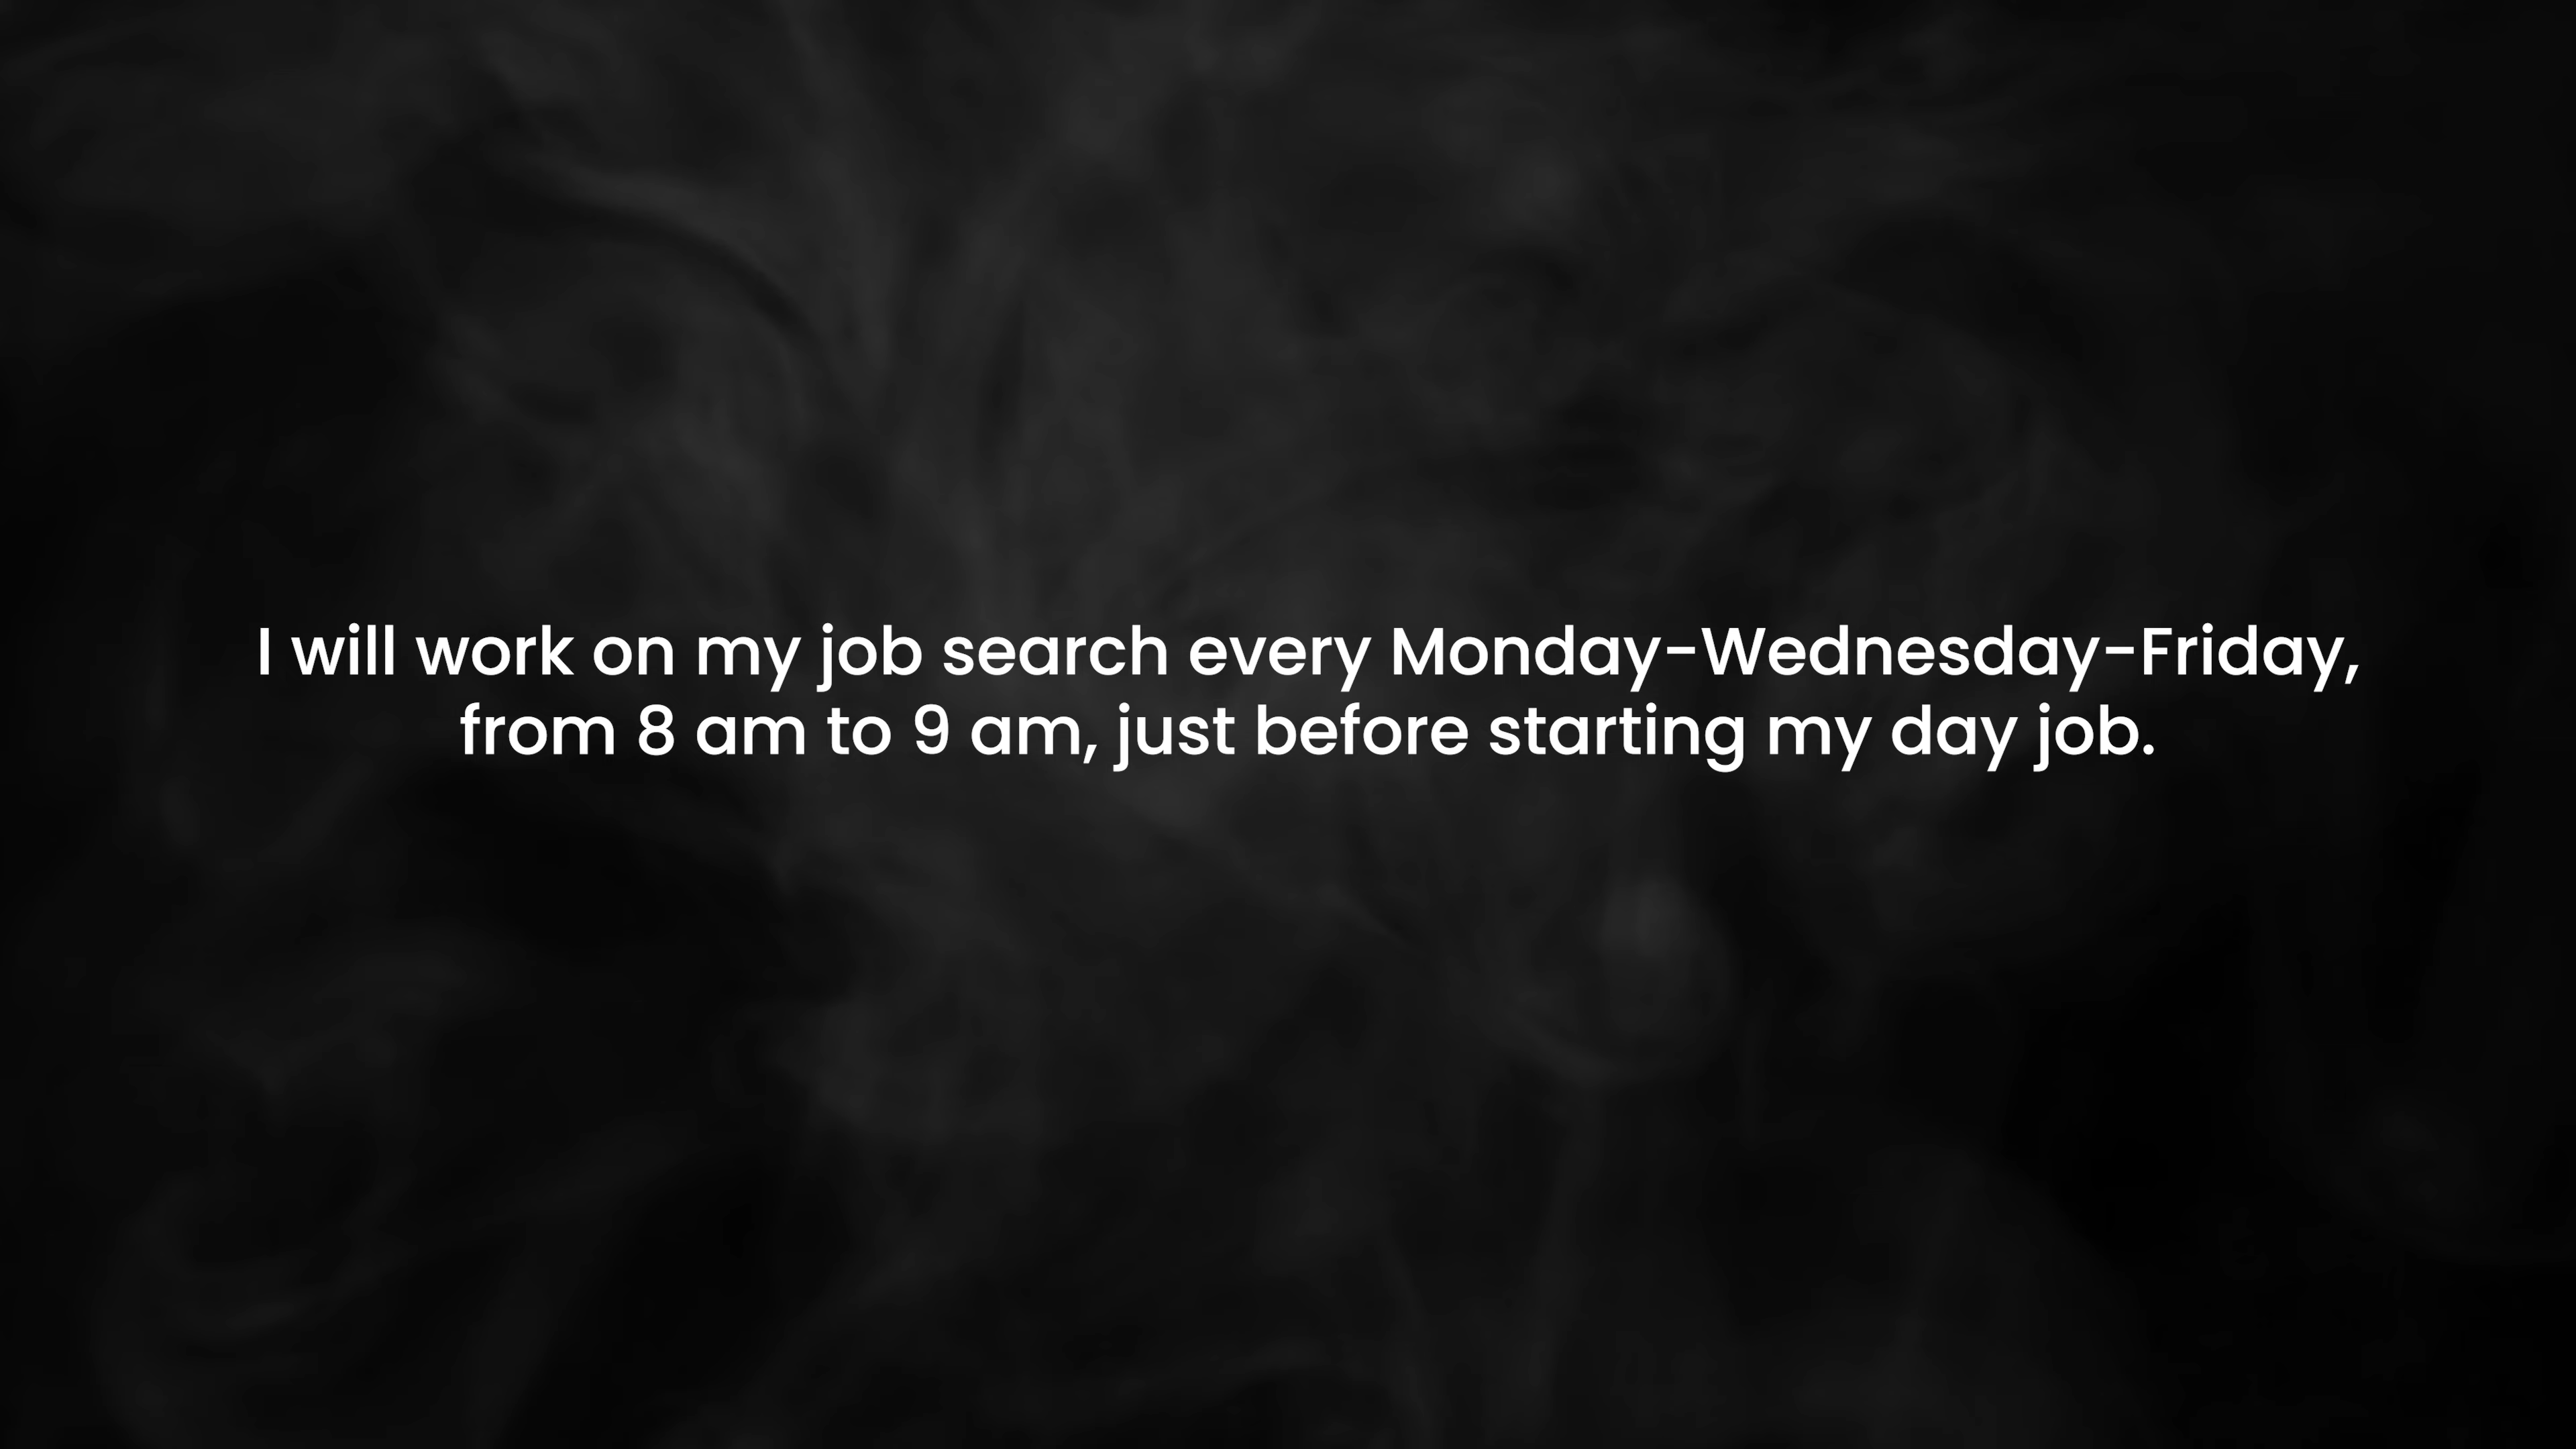 I will work on my job search every Monday-Wednesday-Friday,
from 8 am to 9 am, just before starting my day job.